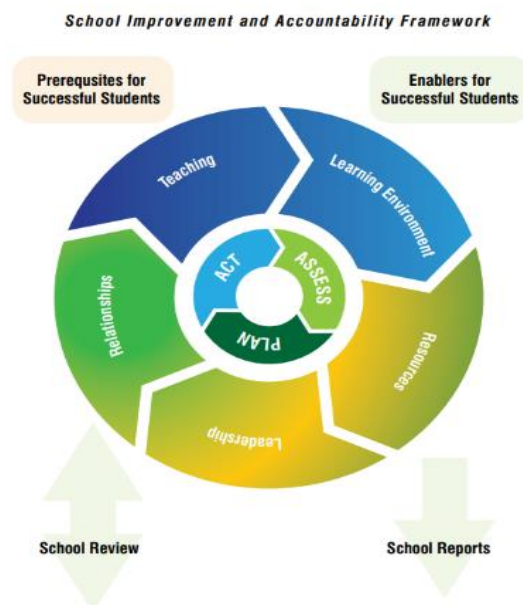 School Improvement and Accountability Framework
Prerequsites for
Successful Students
Enablers for
Successful Students
Teaching
Learning Environment
Relationships
ACT
ASSESS
PLAN
Resources
Leadership
School Review
School Reports